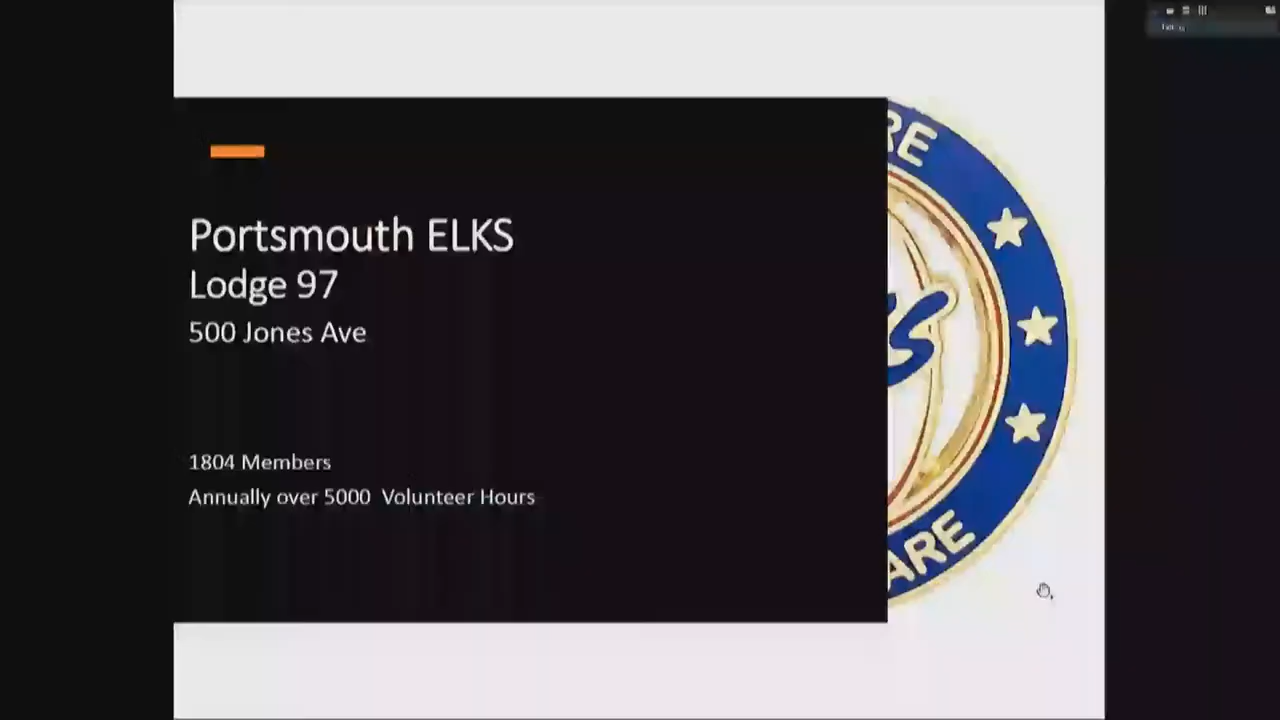 Portsmouth ELKS
Lodge 97
500 Jones Ave
1804 Members
Annually over 5000 Volunteer Hours
RE
S
ARE